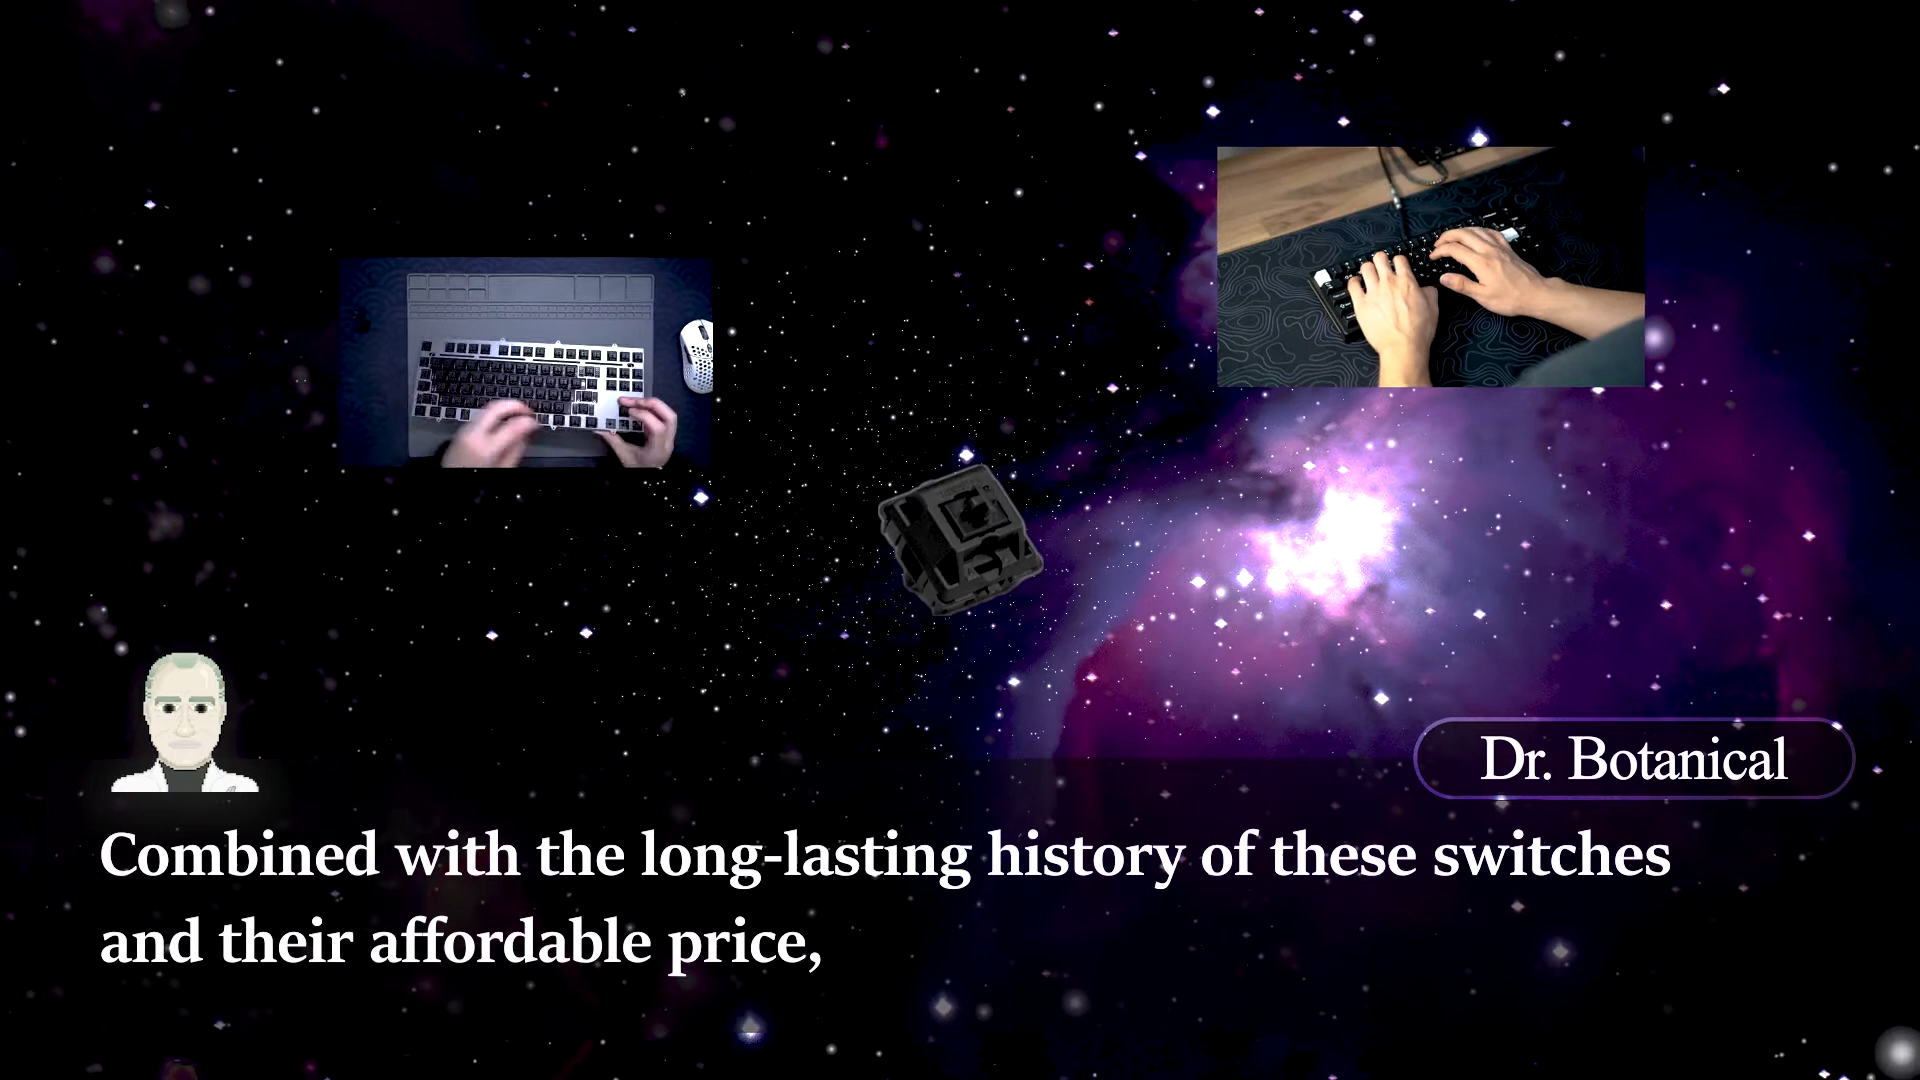 Dr. Botanical
Combined with the long-lasting history of these switches
and their affordable price,